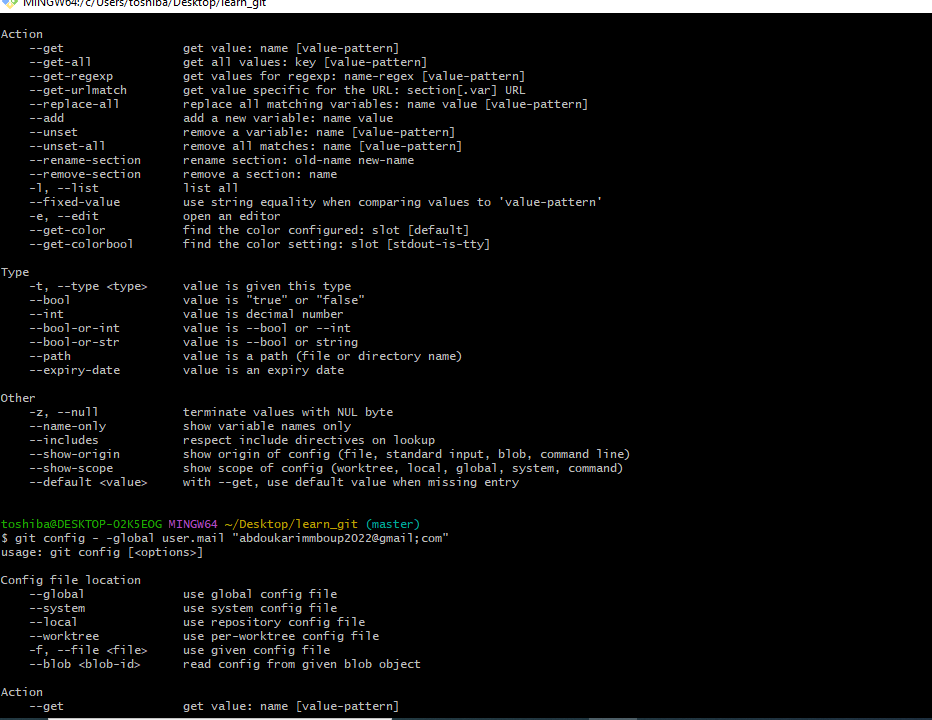 MINGW64:/c/Users/toshiba/Desktop/learn_git
Action
    --get                 get value: name [value-pattern]
    --get-all             get all values: key [value-pattern]
    --get-regexp          get values for regexp: name-regex [value-pattern]
    --get-urlmatch        get value specific for the URL: section[.var] URL
    --replace-all         replace all matching variables: name value [value-pattern]
    --add                 add a new variable: name value
    --unset               remove a variable: name [value-pattern]
    --unset-all           remove all matches: name [value-pattern]
    --rename-section      rename section: old-name new-name
    --remove-section      remove a section: name
    -l, --list            list all
    --fixed-value         use string equality when comparing values to 'value-pattern'
    -e, --edit            open an editor
    --get-color           find the color configured: slot [default]
    --get-colorbool       find the color setting: slot [stdout-is-tty]
Type
    -t, --type <type>     value is given this type
    --bool                value is "true" or "false"
    --int                 value is decimal number
    --bool-or-int         value is --bool or --int
    --bool-or-str         value is --bool or string
    --path                value is a path (file or directory name)
    --expiry-date         value is an expiry date
Other
    -z, --null            terminate values with NUL byte
    --name-only           show variable names only
    --includes            respect include directives on lookup
    --show-origin         show origin of config (file, standard input, blob, command line)
    --show-scope          show scope of config (worktree, local, global, system, command)
    --default <value>     with --get, use default value when missing entry
toshiba@DESKTOP-O2K5EOG MINGW64 ~/Desktop/learn_git (master)
$ git config - -global user.mail "abdoukarimmboup2022@gmail;com"
usage: git config [<options>]
Config file location
    --global              use global config file
    --system              use system config file
    --local               use repository config file
    --worktree            use per-worktree config file
    -f, --file <file>     use given config file
    --blob <blob-id>      read config from given blob object
Action
    --get                 get value: name [value-pattern]